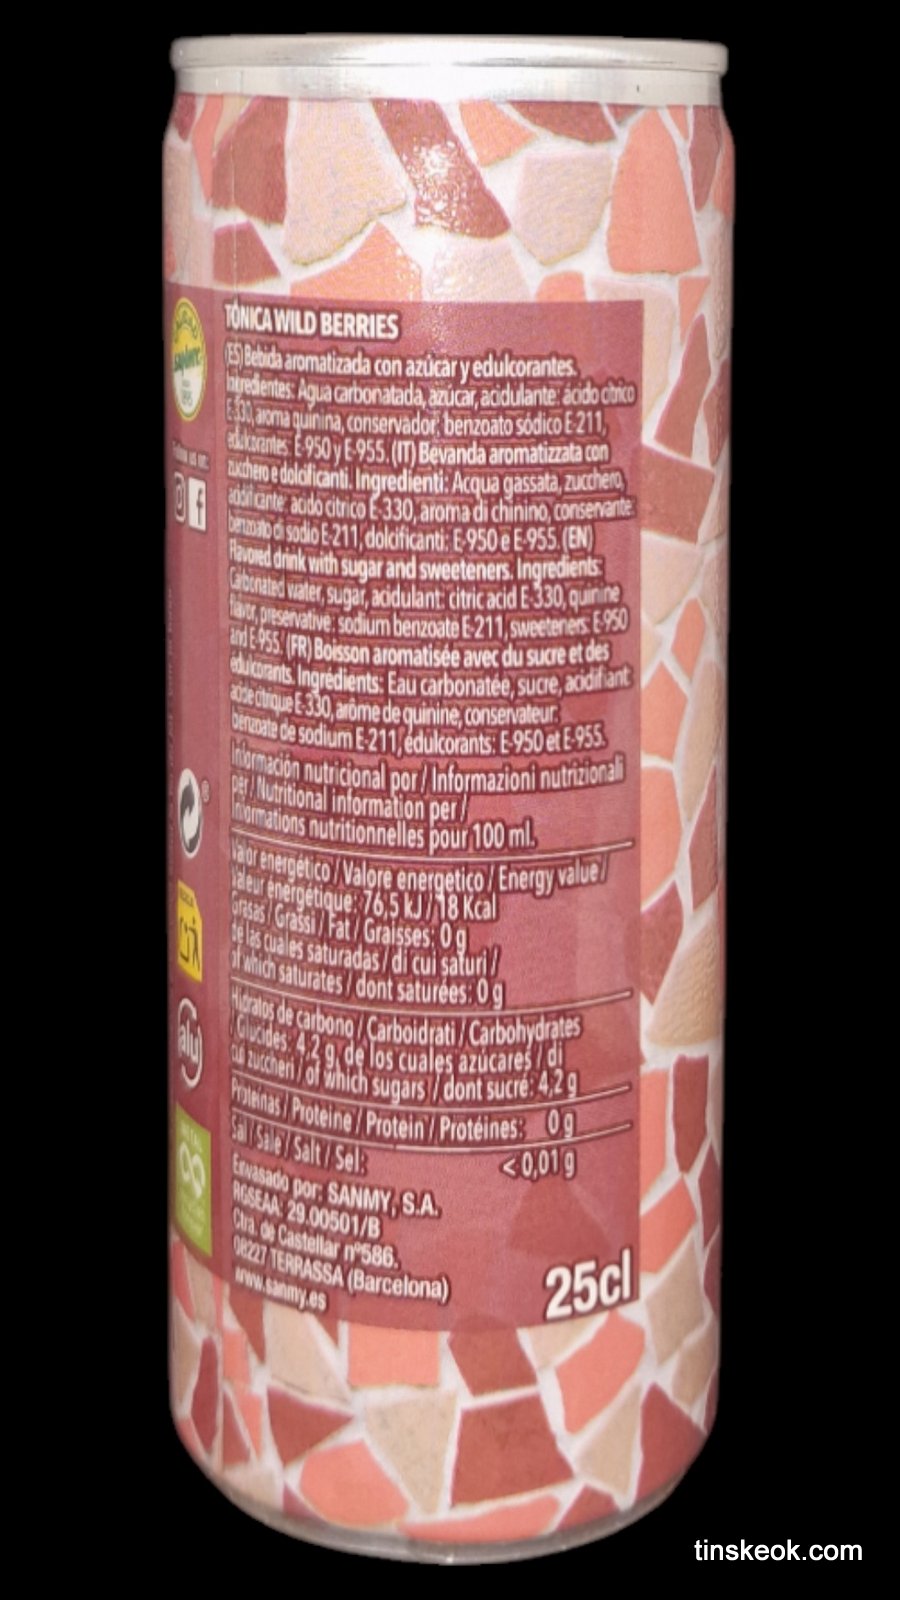 TÓNICA WILD BERRIES
(ES) Bebida aromatizada con azúcar y edulcorantes.
Ingredientes: Agua carbonatada, azúcar, acidulante: ácido cítrico
E-330, aroma quinina, conservador: benzoato sódico E-211,
edulcorantes: E-950 y E-955. (IT) Bevanda aromatizzata con
zucchero e dolcificanti. Ingredienti: Acqua gassata, zucchero,
acidificante: acido citrico E-330, aroma di chinino, conservante:
benzoato di sodio E-211, dolcificanti: E-950 e E-955. (EN)
Flavored drink with sugar and sweeteners. Ingredients:
Carbonated water, sugar, acidulant: citric acid E-330, quinine
flavor, preservative: sodium benzoate E-211, sweeteners: E-950
and E-955. (FR) Boisson aromatisée avec du sucre et des
edulcorants. Ingrédients: Eau carbonatée, sucre, acidifiant:
acide citrique E-330, arôme de quinine, conservateur:
benzoate de sodium E-211, édulcorants: E-950 et E-955.
Información nutricional por / Informazioni nutrizionali
per / Nutritional information per /
Informations nutritionnelles pour 100 ml.
Valor energético / Valore energetico / Energy value /
Valeur energétique: 76,5 kJ / 18 Kcal
Grasas / Grassi / Fat / Graisses: 0 g
de las cuales saturadas / di cui saturi /
of which saturates / dont saturées: 0 g
Hidratos de carbono / Carboidrati / Carbohydrates
/ Glucides: 4,2 g, de los cuales azúcares / di
cui zuccheri / of which sugars / dont sucré: 4,2 g
Proteínas / Proteine / Protein / Protéines: 0 g
Sal / Sale / Salt / Sel: < 0,01 g
Envasado por: SANMY, S.A.
RGSEAA: 29.00501/B
Ctra. de Castellar nº586.
08227 TERRASSA (Barcelona)
www.sanmy.es
25cl
alu
tinskeok.com